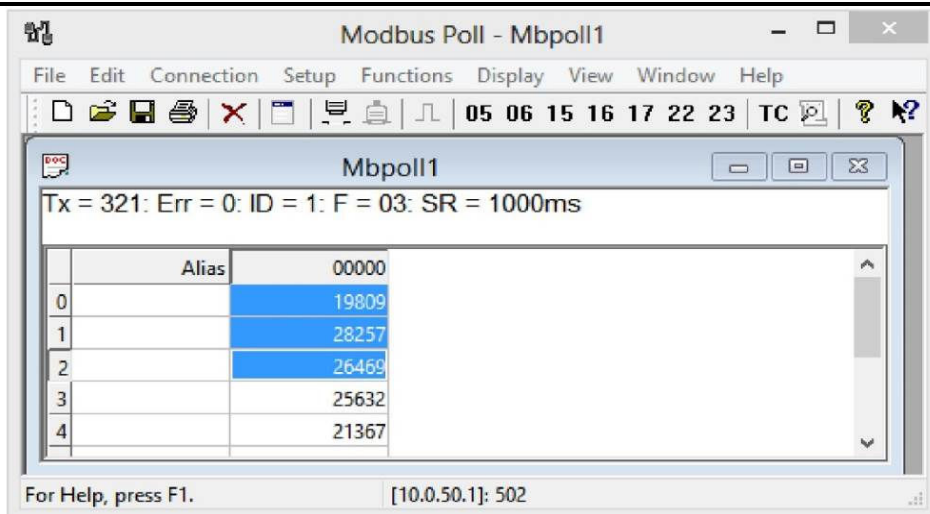 Modbus Poll - Mbpoll1
File Edit Connection Setup Functions Display View Window Help
05 06 15 16 17 22 23 TC
Mbpoll1
Tx = 321: Err = 0: ID = 1: F = 03: SR = 1000ms
Alias 00000
0 19809
1 28257
2 26469
3 25632
4 21367
For Help, press F1. [10.0.50.1]: 502